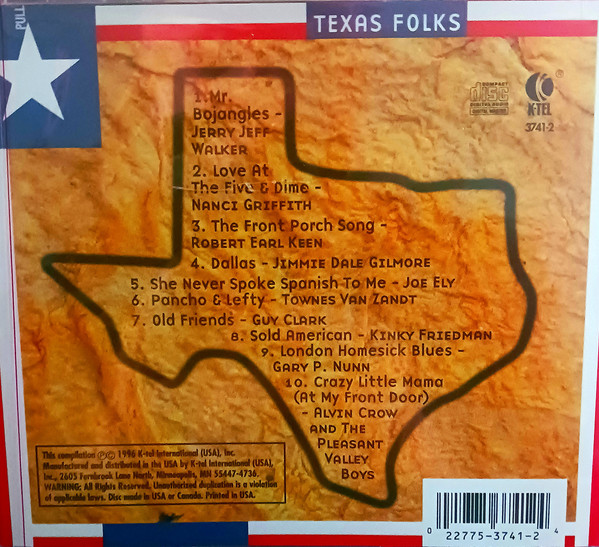 PULL
TEXAS FOLKS
COMPACT
disc
DIGITAL AUDIO
K-TEL
®
3741-2
1. Mr.
Bojangles -
Jerry Jeff
Walker
2. Love At
The Five & Dime -
Nanci Griffith
3. The Front Porch Song -
Robert Earl Keen
4. Dallas - Jimmie Dale Gilmore
5. She Never Spoke Spanish To Me - Joe Ely
6. Pancho & Lefty - Townes Van Zandt
7. Old Friends - Guy Clark
8. Sold American - Kinky Friedman
9. London Homesick Blues -
Gary P. Nunn
10. Crazy Little Mama
(At My Front Door)
- Alvin Crow
and The
Pleasant
Valley
Boys
This compilation ℗© 1996 K-tel International (USA), Inc.
Manufactured and distributed in the USA by K-tel International (USA),
Inc., 2605 Fernbrook Lane North, Minneapolis, MN 55447-4736.
WARNING: All Rights Reserved. Unauthorized duplication is a violation
of applicable laws. Disc made in USA or Canada. Printed in USA.
0 22775-3741-2 4